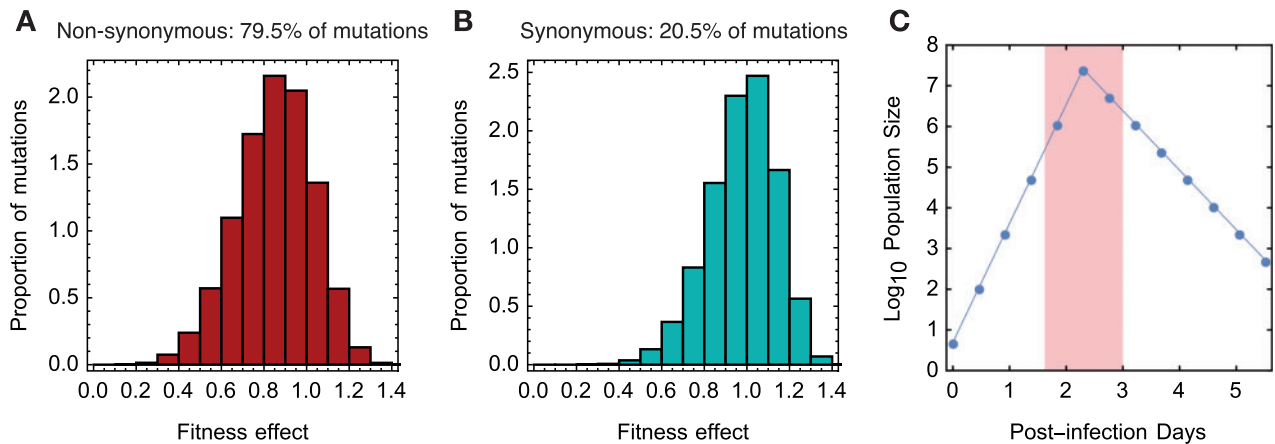 A Non-synonymous: 79.5% of mutations
Proportion of mutations
2.0
1.5
1.0
0.5
0.0
0.0 0.2 0.4 0.6 0.8 1.0 1.2 1.4
Fitness effect
B Synonymous: 20.5% of mutations
Proportion of mutations
2.5
2.0
1.5
1.0
0.5
0.0
0.0 0.2 0.4 0.6 0.8 1.0 1.2 1.4
Fitness effect
C
Log10 Population Size
8
7
6
5
4
3
2
1
0
0 1 2 3 4 5
Post–infection Days